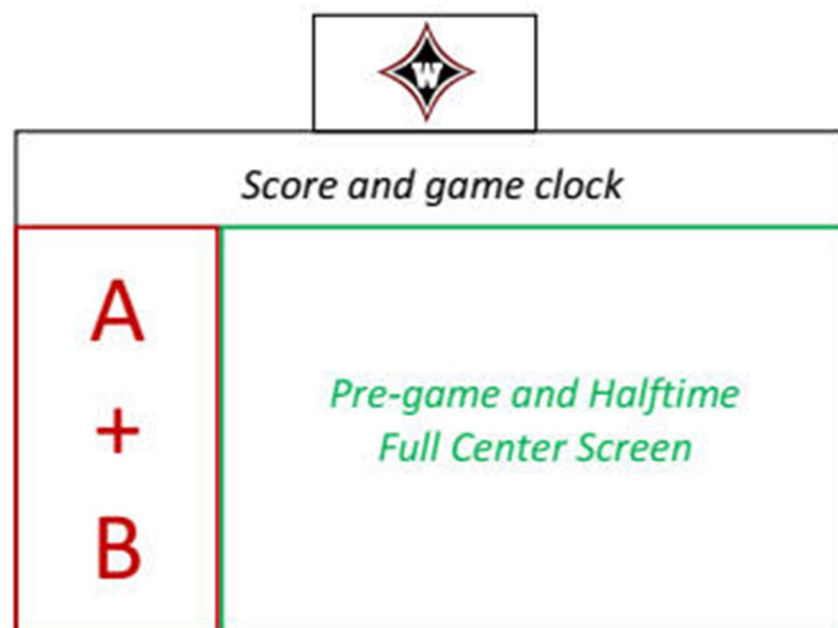 W
Score and game clock
A
+
B
Pre-game and Halftime
Full Center Screen